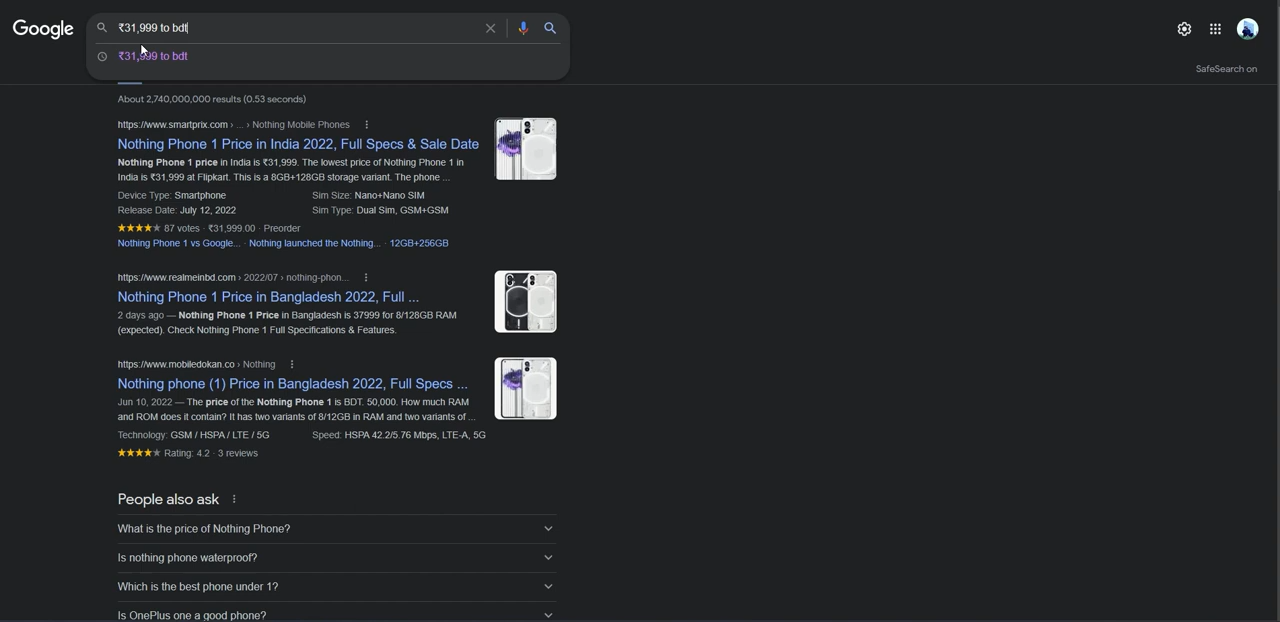 Google
₹31,999 to bdt
₹31,999 to bdt
SafeSearch on
About 2,740,000,000 results (0.53 seconds)
https://www.smartprix.com › ... › Nothing Mobile Phones
Nothing Phone 1 Price in India 2022, Full Specs & Sale Date
Nothing Phone 1 price in India is ₹31,999. The lowest price of Nothing Phone 1 in
India is ₹31,999 at Flipkart. This is a 8GB+128GB storage variant. The phone ...
Device Type: Smartphone Sim Size: Nano+Nano SIM
Release Date: July 12, 2022 Sim Type: Dual Sim, GSM+GSM
★★★★★ 87 votes · ₹31,999.00 · Preorder
Nothing Phone 1 vs Google... · Nothing launched the Nothing... · 12GB+256GB
https://www.realmeinbd.com › 2022/07 › nothing-phon...
Nothing Phone 1 Price in Bangladesh 2022, Full ...
2 days ago — Nothing Phone 1 Price in Bangladesh is 37999 for 8/128GB RAM
(expected). Check Nothing Phone 1 Full Specifications & Features.
https://www.mobiledokan.co › Nothing
Nothing phone (1) Price in Bangladesh 2022, Full Specs ...
Jun 10, 2022 — The price of the Nothing Phone 1 is BDT. 50,000. How much RAM
and ROM does it contain? It has two variants of 8/12GB in RAM and two variants of ...
Technology: GSM / HSPA / LTE / 5G Speed: HSPA 42.2/5.76 Mbps, LTE-A, 5G
★★★★★ Rating: 4.2 · 3 reviews
People also ask
What is the price of Nothing Phone?
Is nothing phone waterproof?
Which is the best phone under 1?
Is OnePlus one a good phone?